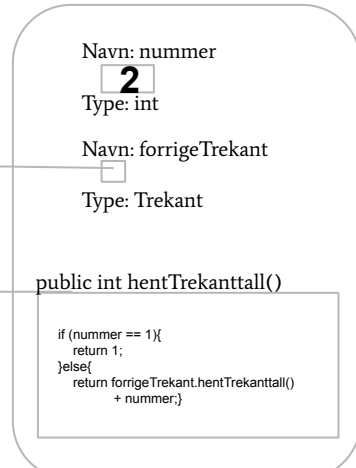 Navn: nummer
2
Type: int
Navn: forrigeTrekant
Type: Trekant
public int hentTrekanttall()
if (nummer == 1){
return 1;
}else{
return forrigeTrekant.hentTrekanttall()
+ nummer;}